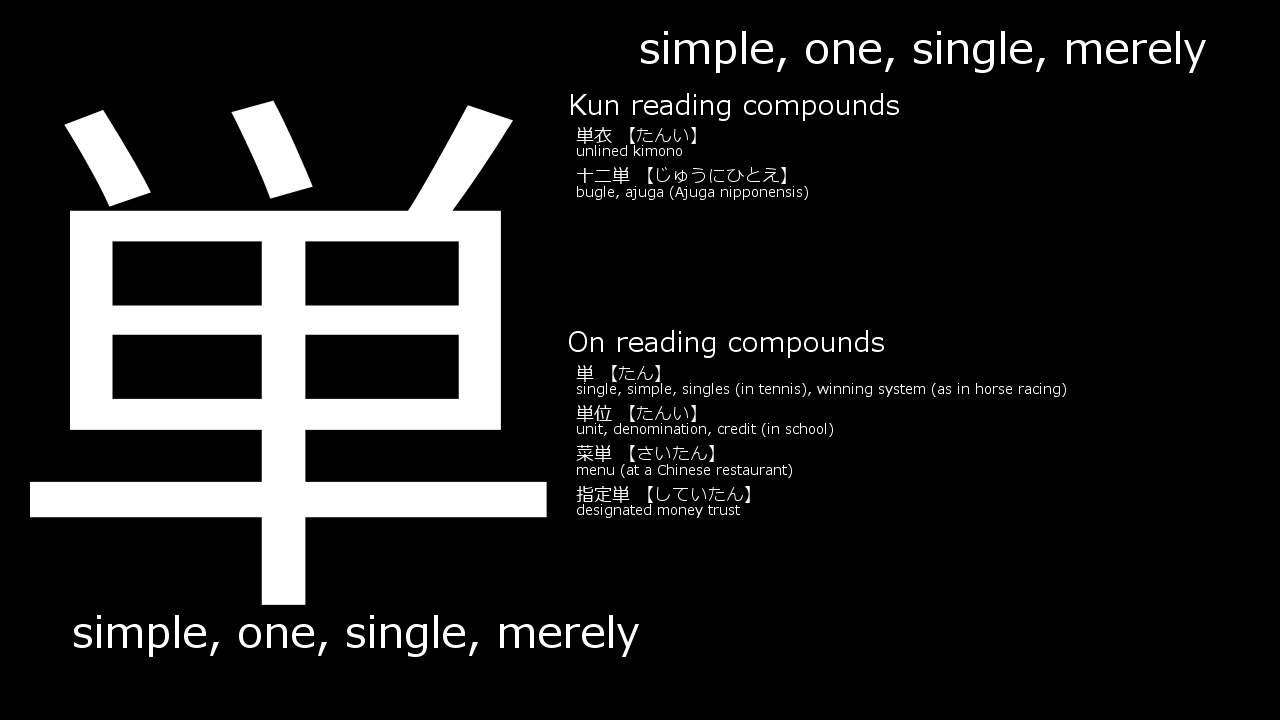 単
simple, one, single, merely
simple, one, single, merely
Kun reading compounds
単衣 【たんい】
unlined kimono
十二単 【じゅうにひとえ】
bugle, ajuga (Ajuga nipponensis)
On reading compounds
単 【たん】
single, simple, singles (in tennis), winning system (as in horse racing)
単位 【たんい】
unit, denomination, credit (in school)
菜単 【さいたん】
menu (at a Chinese restaurant)
指定単 【していたん】
designated money trust